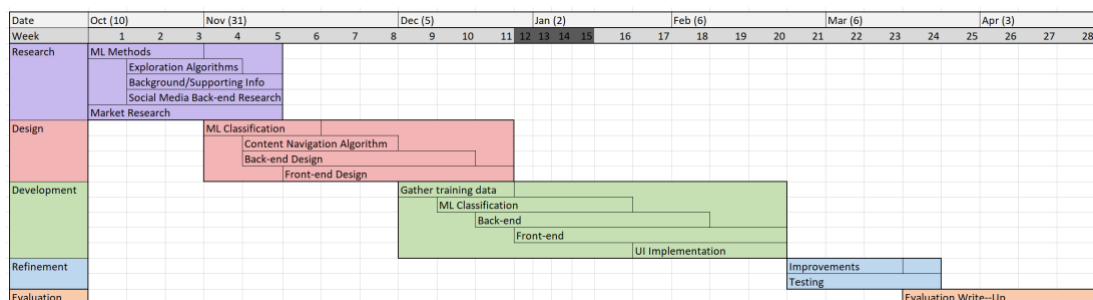 Date Oct (10) Nov (31) Dec (5) Jan (2) Feb (6) Mar (6) Apr (3)
Week 1 2 3 4 5 6 7 8 9 10 11 12 13 14 15 16 17 18 19 20 21 22 23 24 25 26 27 28
Research ML Methods
Exploration Algorithms
Background/Supporting Info
Social Media Back-end Research
Market Research
Design ML Classification
Content Navigation Algorithm
Back-end Design
Front-end Design
Development Gather training data
ML Classification
Back-end
Front-end
UI Implementation
Refinement Improvements
Testing
Evaluation Evaluation Write--Up